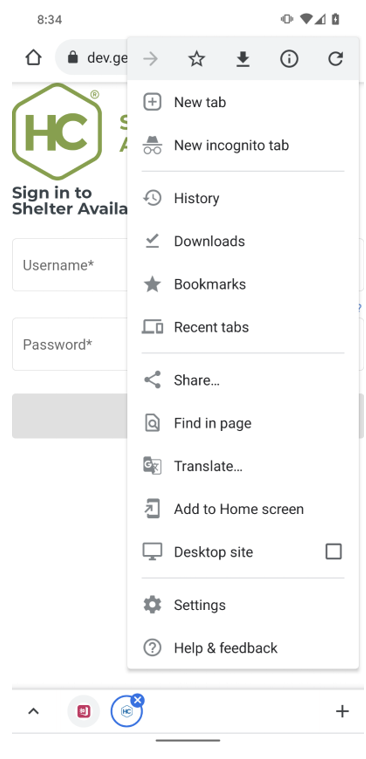 8:34
dev.ge
New tab
New incognito tab
History
Downloads
Bookmarks
Recent tabs
Share…
Find in page
Translate…
Add to Home screen
Desktop site
Settings
Help & feedback
HC
®
S
A
Sign in to
Shelter Availa
Username*
?
Password*
HC